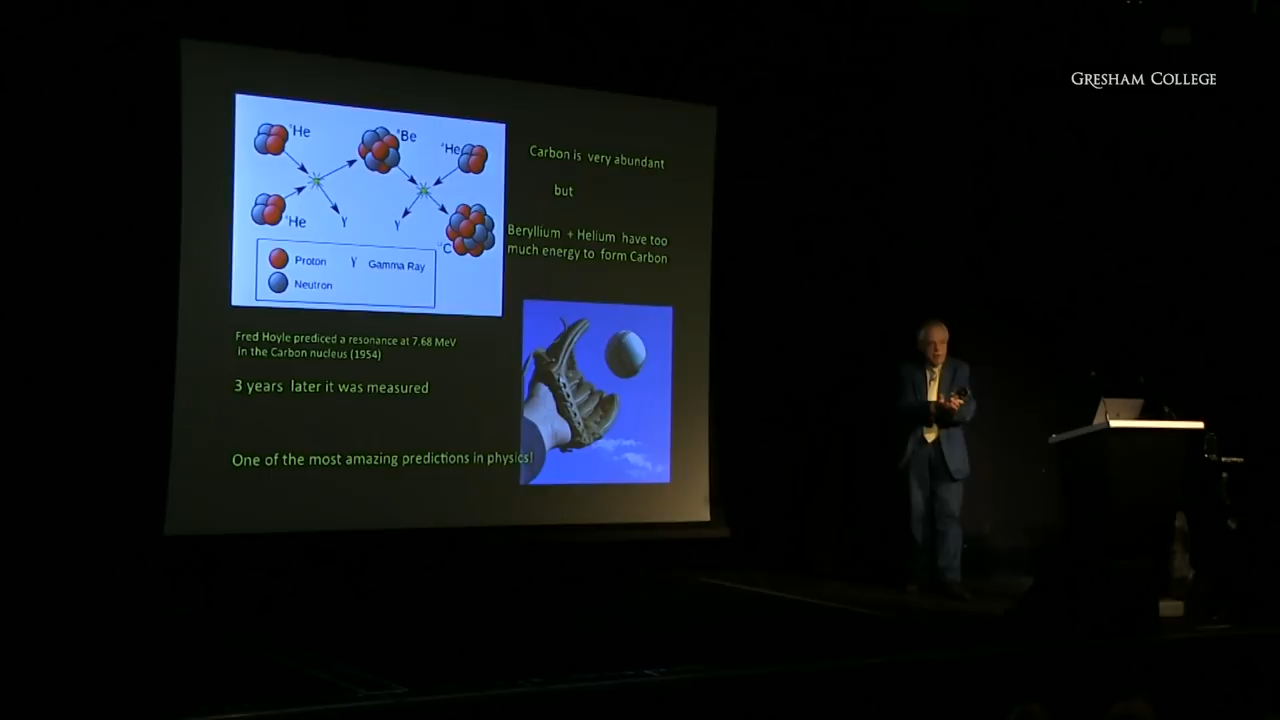 GRESHAM COLLEGE
⁴He
⁸Be
⁴He
Carbon is very abundant
but
γ
γ
⁴He
C
Beryllium + Helium have too
much energy to form Carbon
Proton γ Gamma Ray
Neutron
Fred Hoyle prediced a resonance at 7.68 MeV
in the Carbon nucleus (1954)
3 years later it was measured
One of the most amazing predictions in physics!